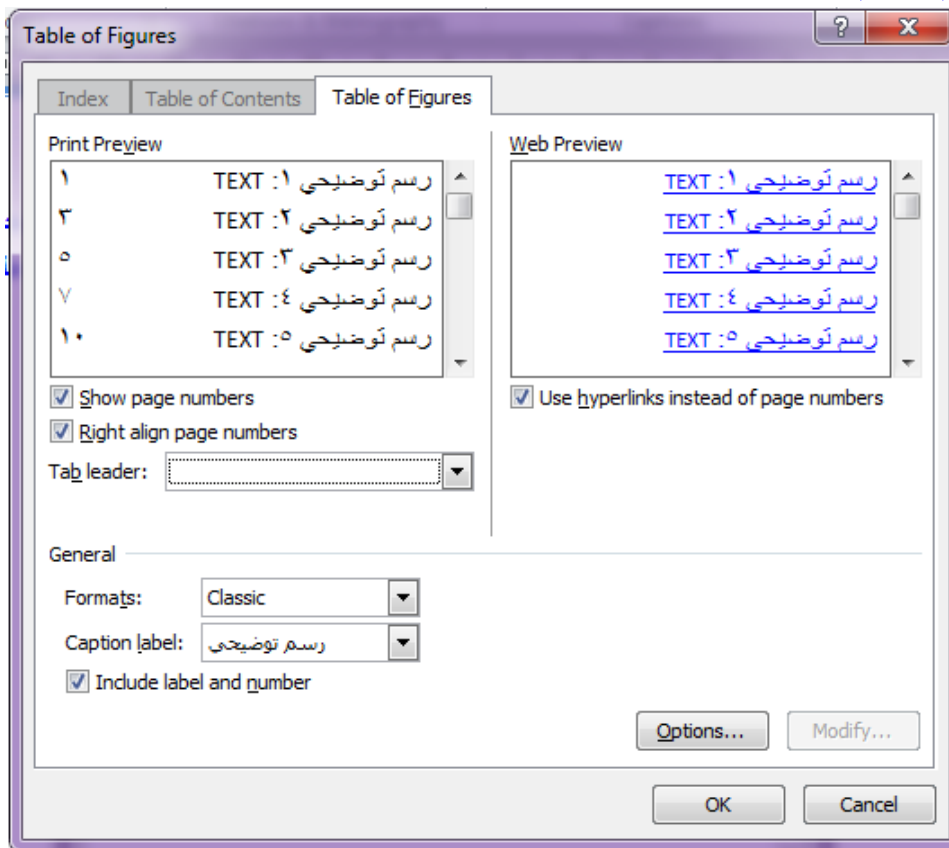 Table of Figures
Index
Table of Contents
Table of Figures
Print Preview
رسم توضيحي ١: TEXT ١
رسم توضيحي ٢: TEXT ٣
رسم توضيحي ٣: TEXT ٥
رسم توضيحي ٤: TEXT ٧
رسم توضيحي ٥: TEXT ١٠
Show page numbers
Right align page numbers
Tab leader:
Web Preview
رسم توضيحي ١: TEXT
رسم توضيحي ٢: TEXT
رسم توضيحي ٣: TEXT
رسم توضيحي ٤: TEXT
رسم توضيحي ٥: TEXT
Use hyperlinks instead of page numbers
General
Formats: Classic
Caption label: رسم توضيحي
Include label and number
Options...
Modify...
OK
Cancel